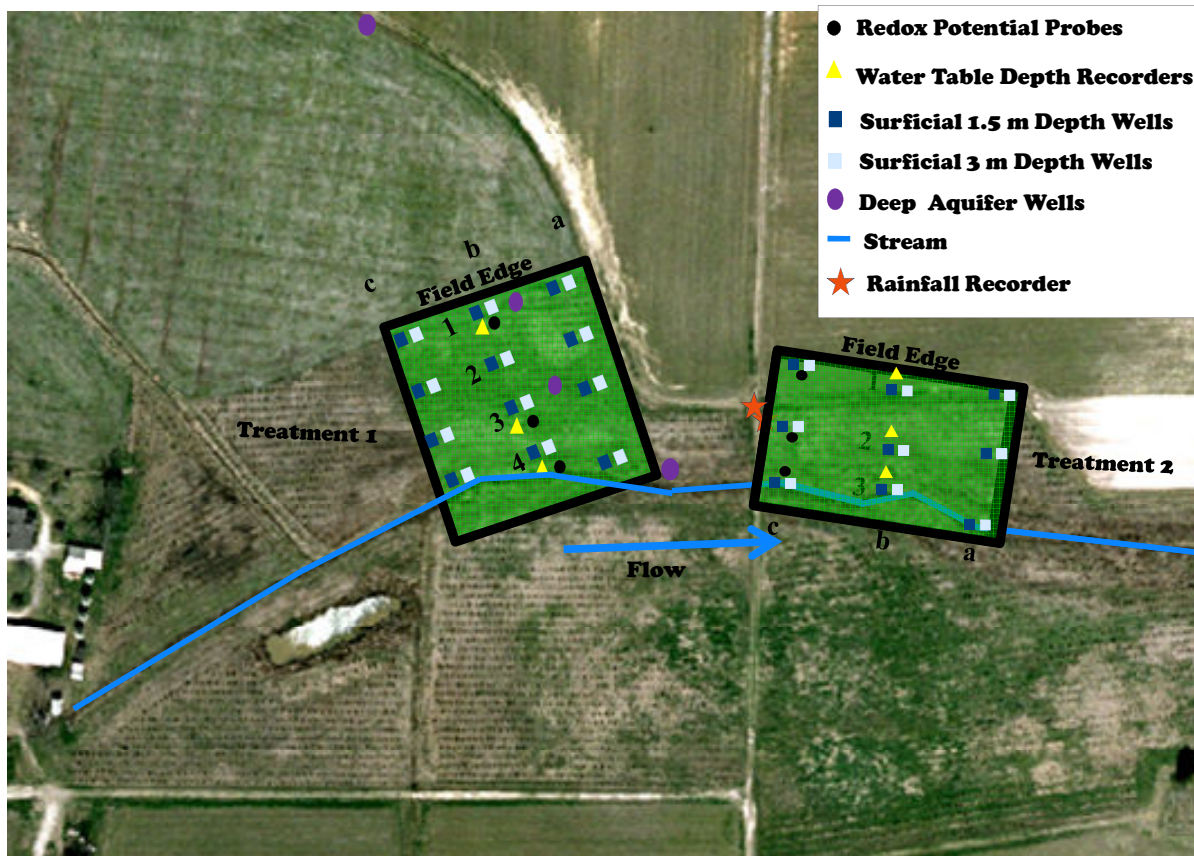 Redox Potential Probes
Water Table Depth Recorders
Surficial 1.5 m Depth Wells
Surficial 3 m Depth Wells
Deep Aquifer Wells
Stream
Rainfall Recorder
a
b
c
Field Edge
1
2
3
4
Treatment 1
Field Edge
1
2
3
Treatment 2
c
b
a
Flow